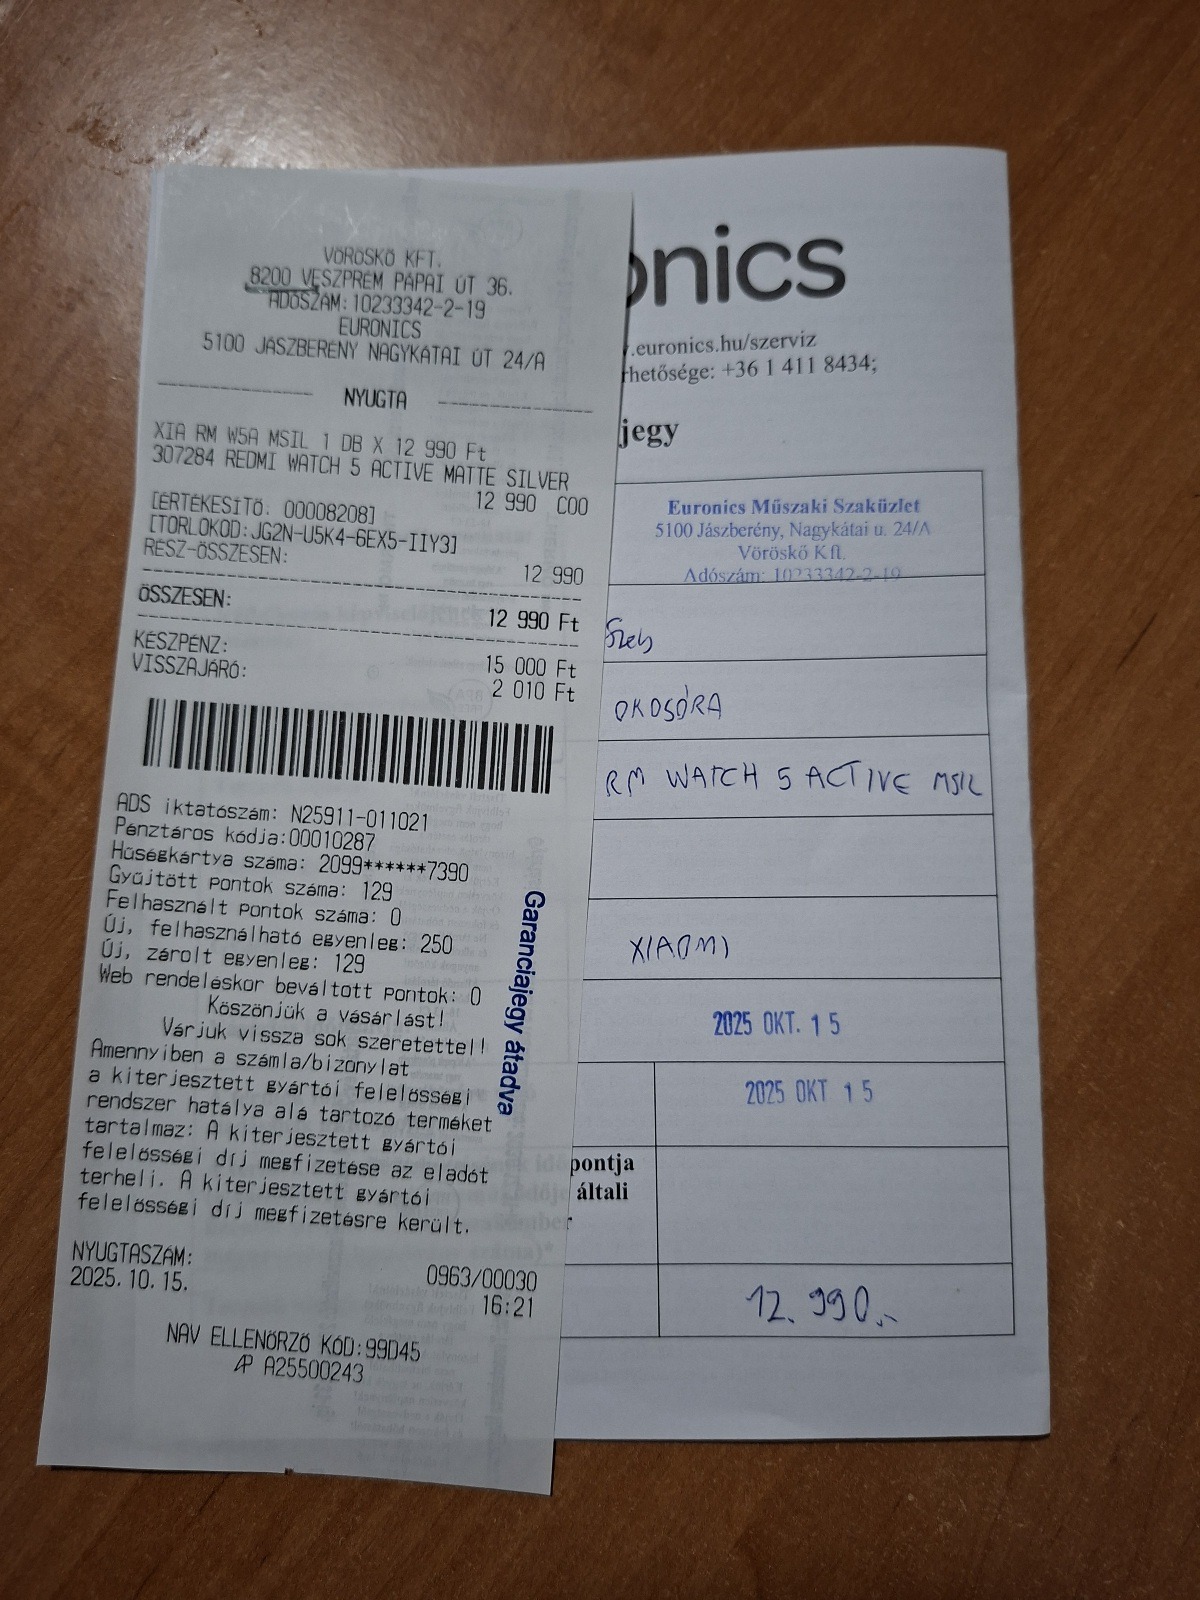 VÖRÖSKŐ KFT.
8200 VESZPRÉM PÁPAI ÚT 36.
ADÓSZÁM:10233342-2-19
EURONICS
5100 JÁSZBERÉNY NAGYKÁTAI ÚT 24/A
NYUGTA
XIA RM W5A MSIL 1 DB X 12 990 Ft
307284 REDMI WATCH 5 ACTIVE MATTE SILVER
12 990 C00
[ÉRTÉKESÍTŐ: 00008208]
[TÖRLŐKÓD:JG2N-U5K4-6EX5-IIY3]
RÉSZ-ÖSSZESEN:
12 990
ÖSSZESEN:
12 990 Ft
KÉSZPÉNZ:
15 000 Ft
VISSZAJÁRÓ:
2 010 Ft
ADS iktatószám: N25911-011021
Pénztáros kódja:00010287
Hűségkártya száma: 2099******7390
Gyűjtött pontok száma: 129
Felhasznált pontok száma: 0
Új, felhasználható egyenleg: 250
Új, zárolt egyenleg: 129
Web rendeléskor beváltott pontok: 0
Köszönjük a vásárlást!
Várjuk vissza sok szeretettel!
Amennyiben a számla/bizonylat
a kiterjesztett gyártói felelősségi
rendszer hatálya alá tartozó terméket
tartalmaz: A kiterjesztett gyártói
felelősségi díj megfizetése az eladót
terheli. A kiterjesztett gyártói
felelősségi díj megfizetésre került.
NYUGTASZÁM:
0963/00030
2025.10.15.
16:21
NAV ELLENŐRZŐ KÓD:99D45
AP A25500243
Garanciajegy átadva
onics
.euronics.hu/szerviz
rhetősége: +36 1 411 8434;
jegy
Euronics Műszaki Szaküzlet
5100 Jászberény, Nagykátai u. 24/A
Vöröskő Kft.
Adószám: 10233342-2-19
OKOSÓRA
RM WATCH 5 ACTIVE MSIL
XIAOMI
2025 OKT. 15
2025 OKT 15
pontja
általi
12.990.-